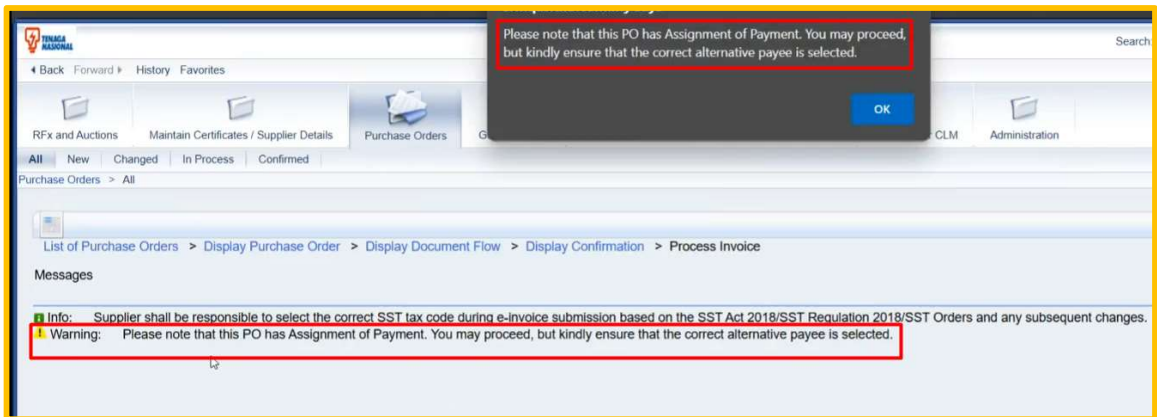 Please note that this PO has Assignment of Payment. You may proceed,
but kindly ensure that the correct alternative payee is selected.
OK
TENAGA
NASIONAL
Search:
Back Forward History Favorites
RFx and Auctions Maintain Certificates / Supplier Details Purchase Orders CLM Administration
All New Changed In Process Confirmed
Purchase Orders > All
List of Purchase Orders > Display Purchase Order > Display Document Flow > Display Confirmation > Process Invoice
Messages
Info: Supplier shall be responsible to select the correct SST tax code during e-invoice submission based on the SST Act 2018/SST Regulation 2018/SST Orders and any subsequent changes.
Warning: Please note that this PO has Assignment of Payment. You may proceed, but kindly ensure that the correct alternative payee is selected.